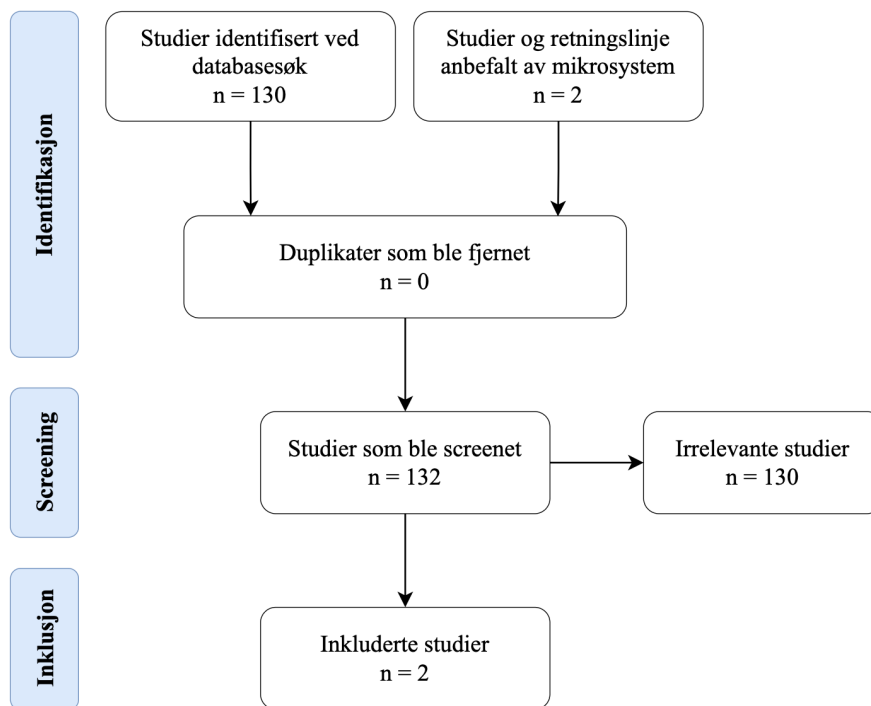 Identifikasjon
Studier identifisert ved
databasesøk
n = 130
Studier og retningslinje
anbefalt av mikrosystem
n = 2
Duplikater som ble fjernet
n = 0
Screening
Studier som ble screenet
n = 132
Irrelevante studier
n = 130
Inklusjon
Inkluderte studier
n = 2